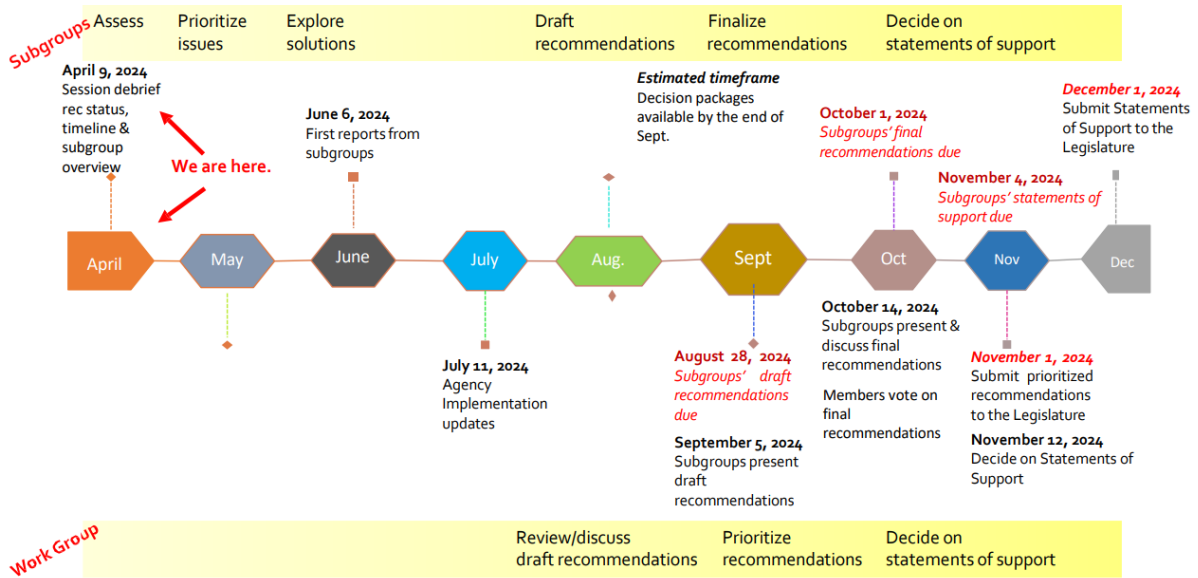 Subgroups
Assess
Prioritize
issues
Explore
solutions
Draft
recommendations
Finalize
recommendations
Decide on
statements of support
April 9, 2024
Session debrief
rec status,
timeline &
subgroup
overview
We are here.
June 6, 2024
First reports from
subgroups
Estimated timeframe
Decision packages
available by the end of
Sept.
October 1, 2024
Subgroups' final
recommendations due
November 4, 2024
Subgroups' statements of
support due
December 1, 2024
Submit Statements
of Support to the
Legislature
April
May
June
July
Aug.
Sept
Oct
Nov
Dec
July 11, 2024
Agency
Implementation
updates
August 28, 2024
Subgroups' draft
recommendations
due
September 5, 2024
Subgroups present
draft
recommendations
October 14, 2024
Subgroups present &
discuss final
recommendations
Members vote on
final
recommendations
November 1, 2024
Submit prioritized
recommendations
to the Legislature
November 12, 2024
Decide on Statements of
Support
Work Group
Review/discuss
draft recommendations
Prioritize
recommendations
Decide on
statements of support